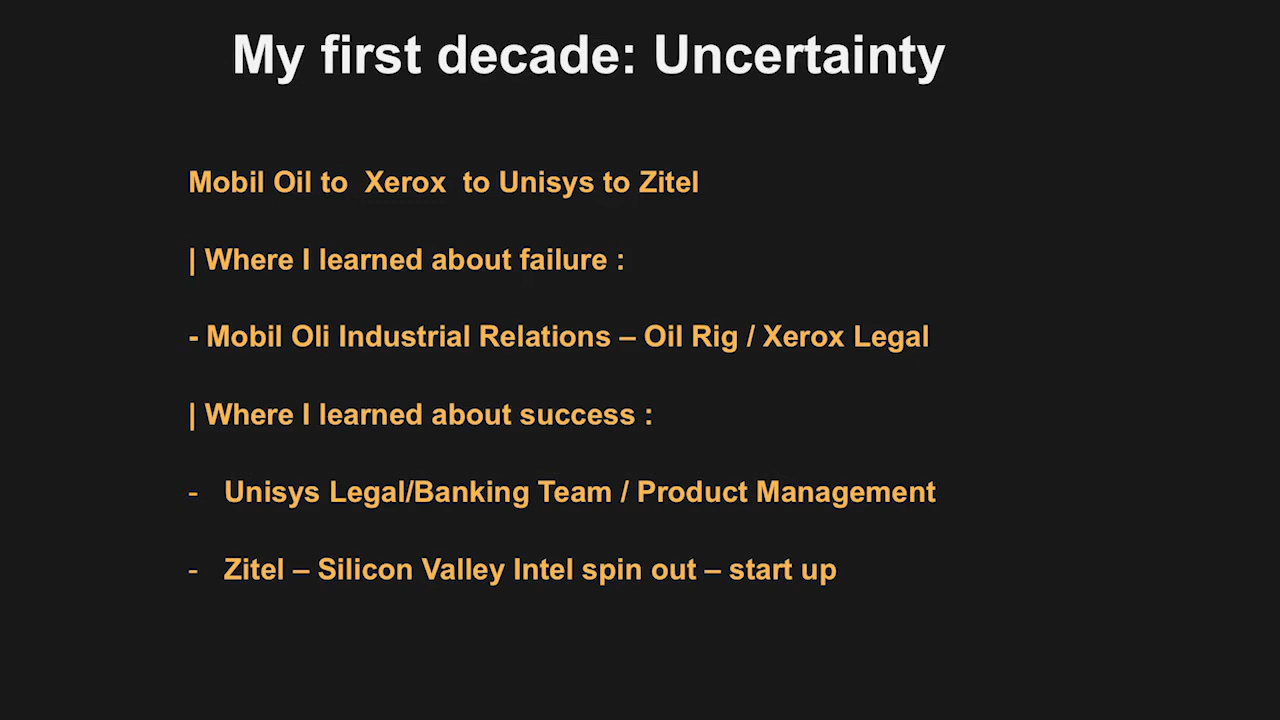 My first decade: Uncertainty
Mobil Oil to  Xerox  to Unisys to Zitel
| Where I learned about failure :
- Mobil Oli Industrial Relations – Oil Rig / Xerox Legal
| Where I learned about success :
- Unisys Legal/Banking Team / Product Management
- Zitel – Silicon Valley Intel spin out – start up